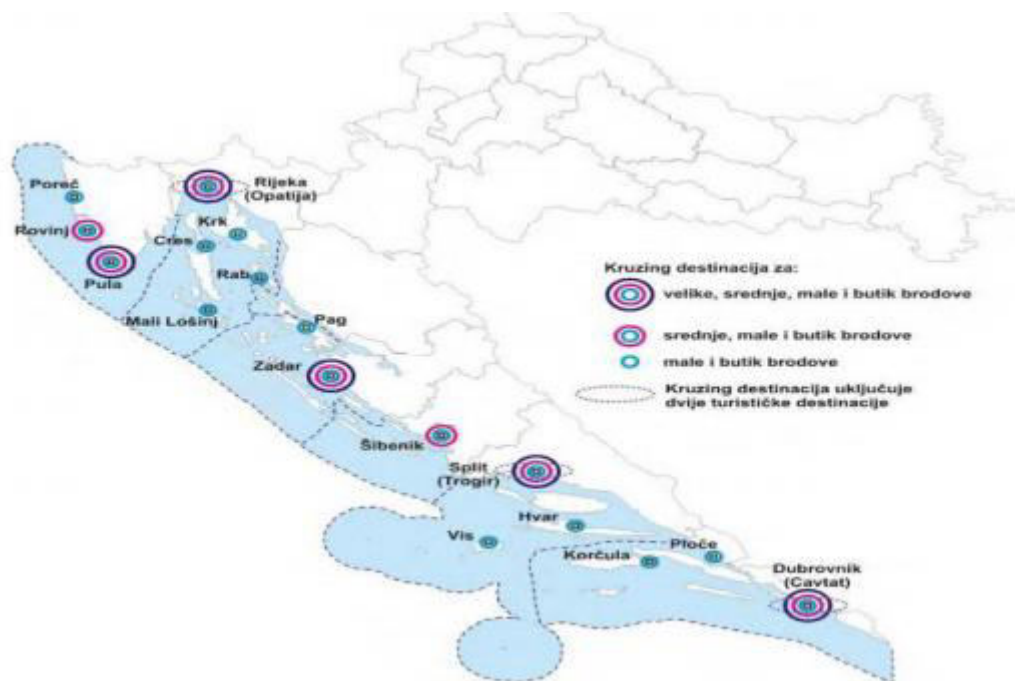 Poreč
Rovinj
Pula
Rijeka
(Opatija)
Krk
Cres
Rab
Mali Lošinj
Pag
Zadar
Šibenik
Split
(Trogir)
Hvar
Vis
Korčula
Ploče
Dubrovnik
(Cavtat)
Kruzing destinacija za:
velike, srednje, male i butik brodove
srednje, male i butik brodove
male i butik brodove
Kruzing destinacija uključuje
dvije turističke destinacije